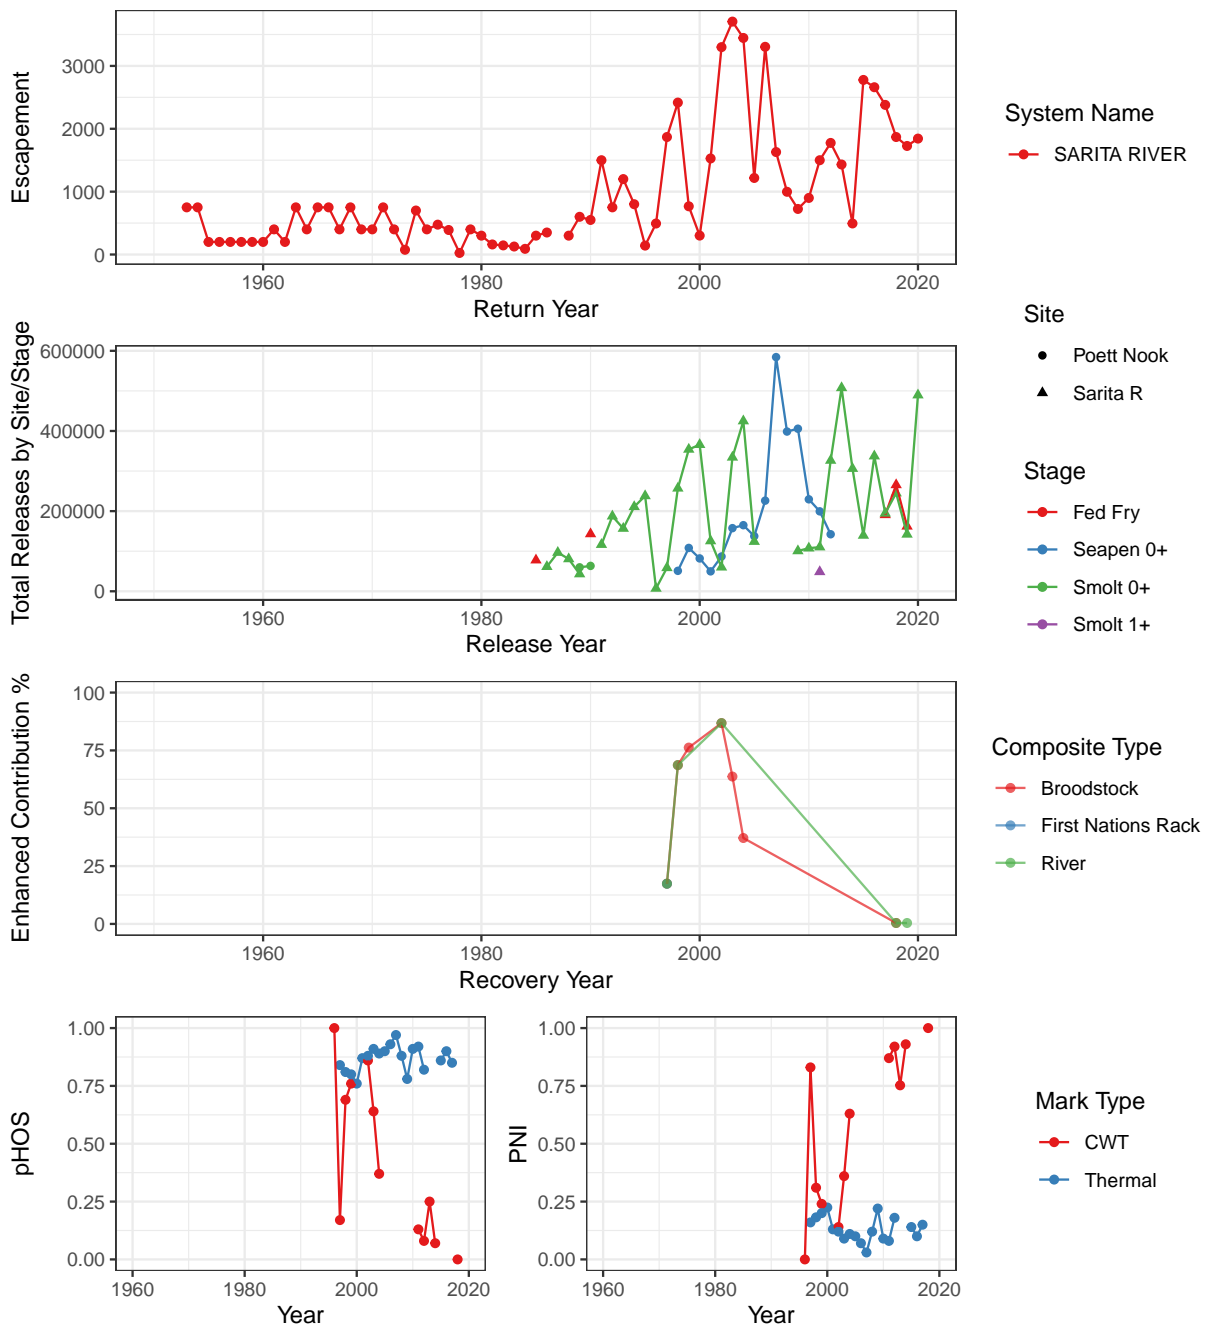 Escapement
3000
2000
1000
0
1960
1980
2000
2020
Return Year
System Name
SARITA RIVER
Total Releases by Site/Stage
600000
400000
200000
0
1960
1980
2000
2020
Release Year
Site
Poett Nook
Sarita R
Stage
Fed Fry
Seapen 0+
Smolt 0+
Smolt 1+
Enhanced Contribution %
100
75
50
25
0
1960
1980
2000
2020
Recovery Year
Composite Type
Broodstock
First Nations Rack
River
pHOS
1.00
0.75
0.50
0.25
0.00
1960
1980
2000
2020
Year
PNI
1.00
0.75
0.50
0.25
0.00
1960
1980
2000
2020
Year
Mark Type
CWT
Thermal